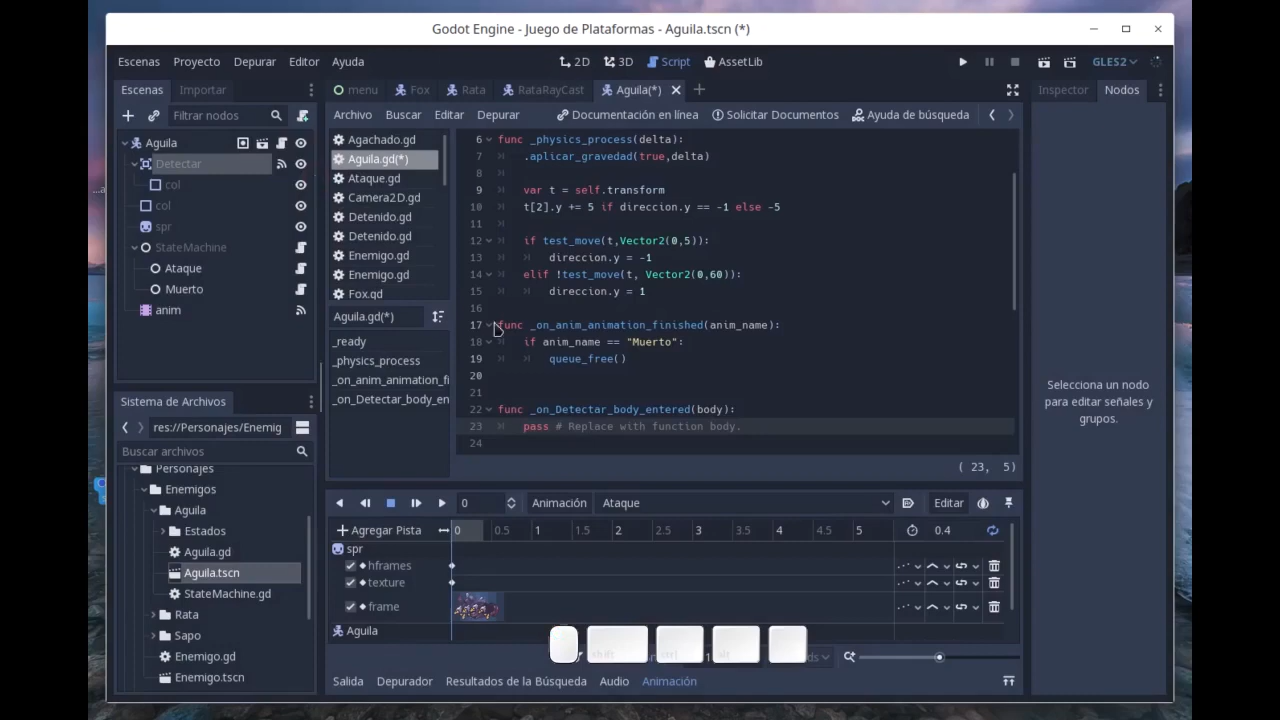 Godot Engine - Juego de Plataformas - Aguila.tscn (*)
Escenas Proyecto Depurar Editor Ayuda
2D 3D Script AssetLib
GLES2
Escenas Importar
menu Fox Rata RataRayCast Aguila(*)
Inspector Nodos
Filtrar nodos
Archivo Buscar Editar Depurar Documentación en línea Solicitar Documentos Ayuda de búsqueda
Aguila
Detectar
col
col
spr
StateMachine
Ataque
Muerto
anim
Agachado.gd
Aguila.gd(*)
Ataque.gd
Camera2D.gd
Detenido.gd
Detenido.gd
Enemigo.gd
Enemigo.gd
Fox.gd
Aguila.gd(*)
_ready
_physics_process
_on_anim_animation_fi
_on_Detectar_body_en
6 func _physics_process(delta):
7 .aplicar_gravedad(true,delta)
8
9 var t = self.transform
10 t[2].y += 5 if direccion.y == -1 else -5
11
12 if test_move(t,Vector2(0,5)):
13 direccion.y = -1
14 elif !test_move(t, Vector2(0,60)):
15 direccion.y = 1
16
17 func _on_anim_animation_finished(anim_name):
18 if anim_name == "Muerto":
19 queue_free()
20
21
22 func _on_Detectar_body_entered(body):
23 pass # Replace with function body.
24
( 23, 5)
Selecciona un nodo
para editar señales y
grupos.
Sistema de Archivos
res://Personajes/Enemig
Buscar archivos
Personajes
Enemigos
Aguila
Estados
Aguila.gd
Aguila.tscn
StateMachine.gd
Rata
Sapo
Enemigo.gd
Enemigo.tscn
0 Animación Ataque Editar
Agregar Pista 0 0.5 1 1.5 2 2.5 3 3.5 4 4.5 5 0.4
spr
hframes
texture
frame
Aguila
shift ctrl alt
Salida Depurador Resultados de la Búsqueda Audio Animación